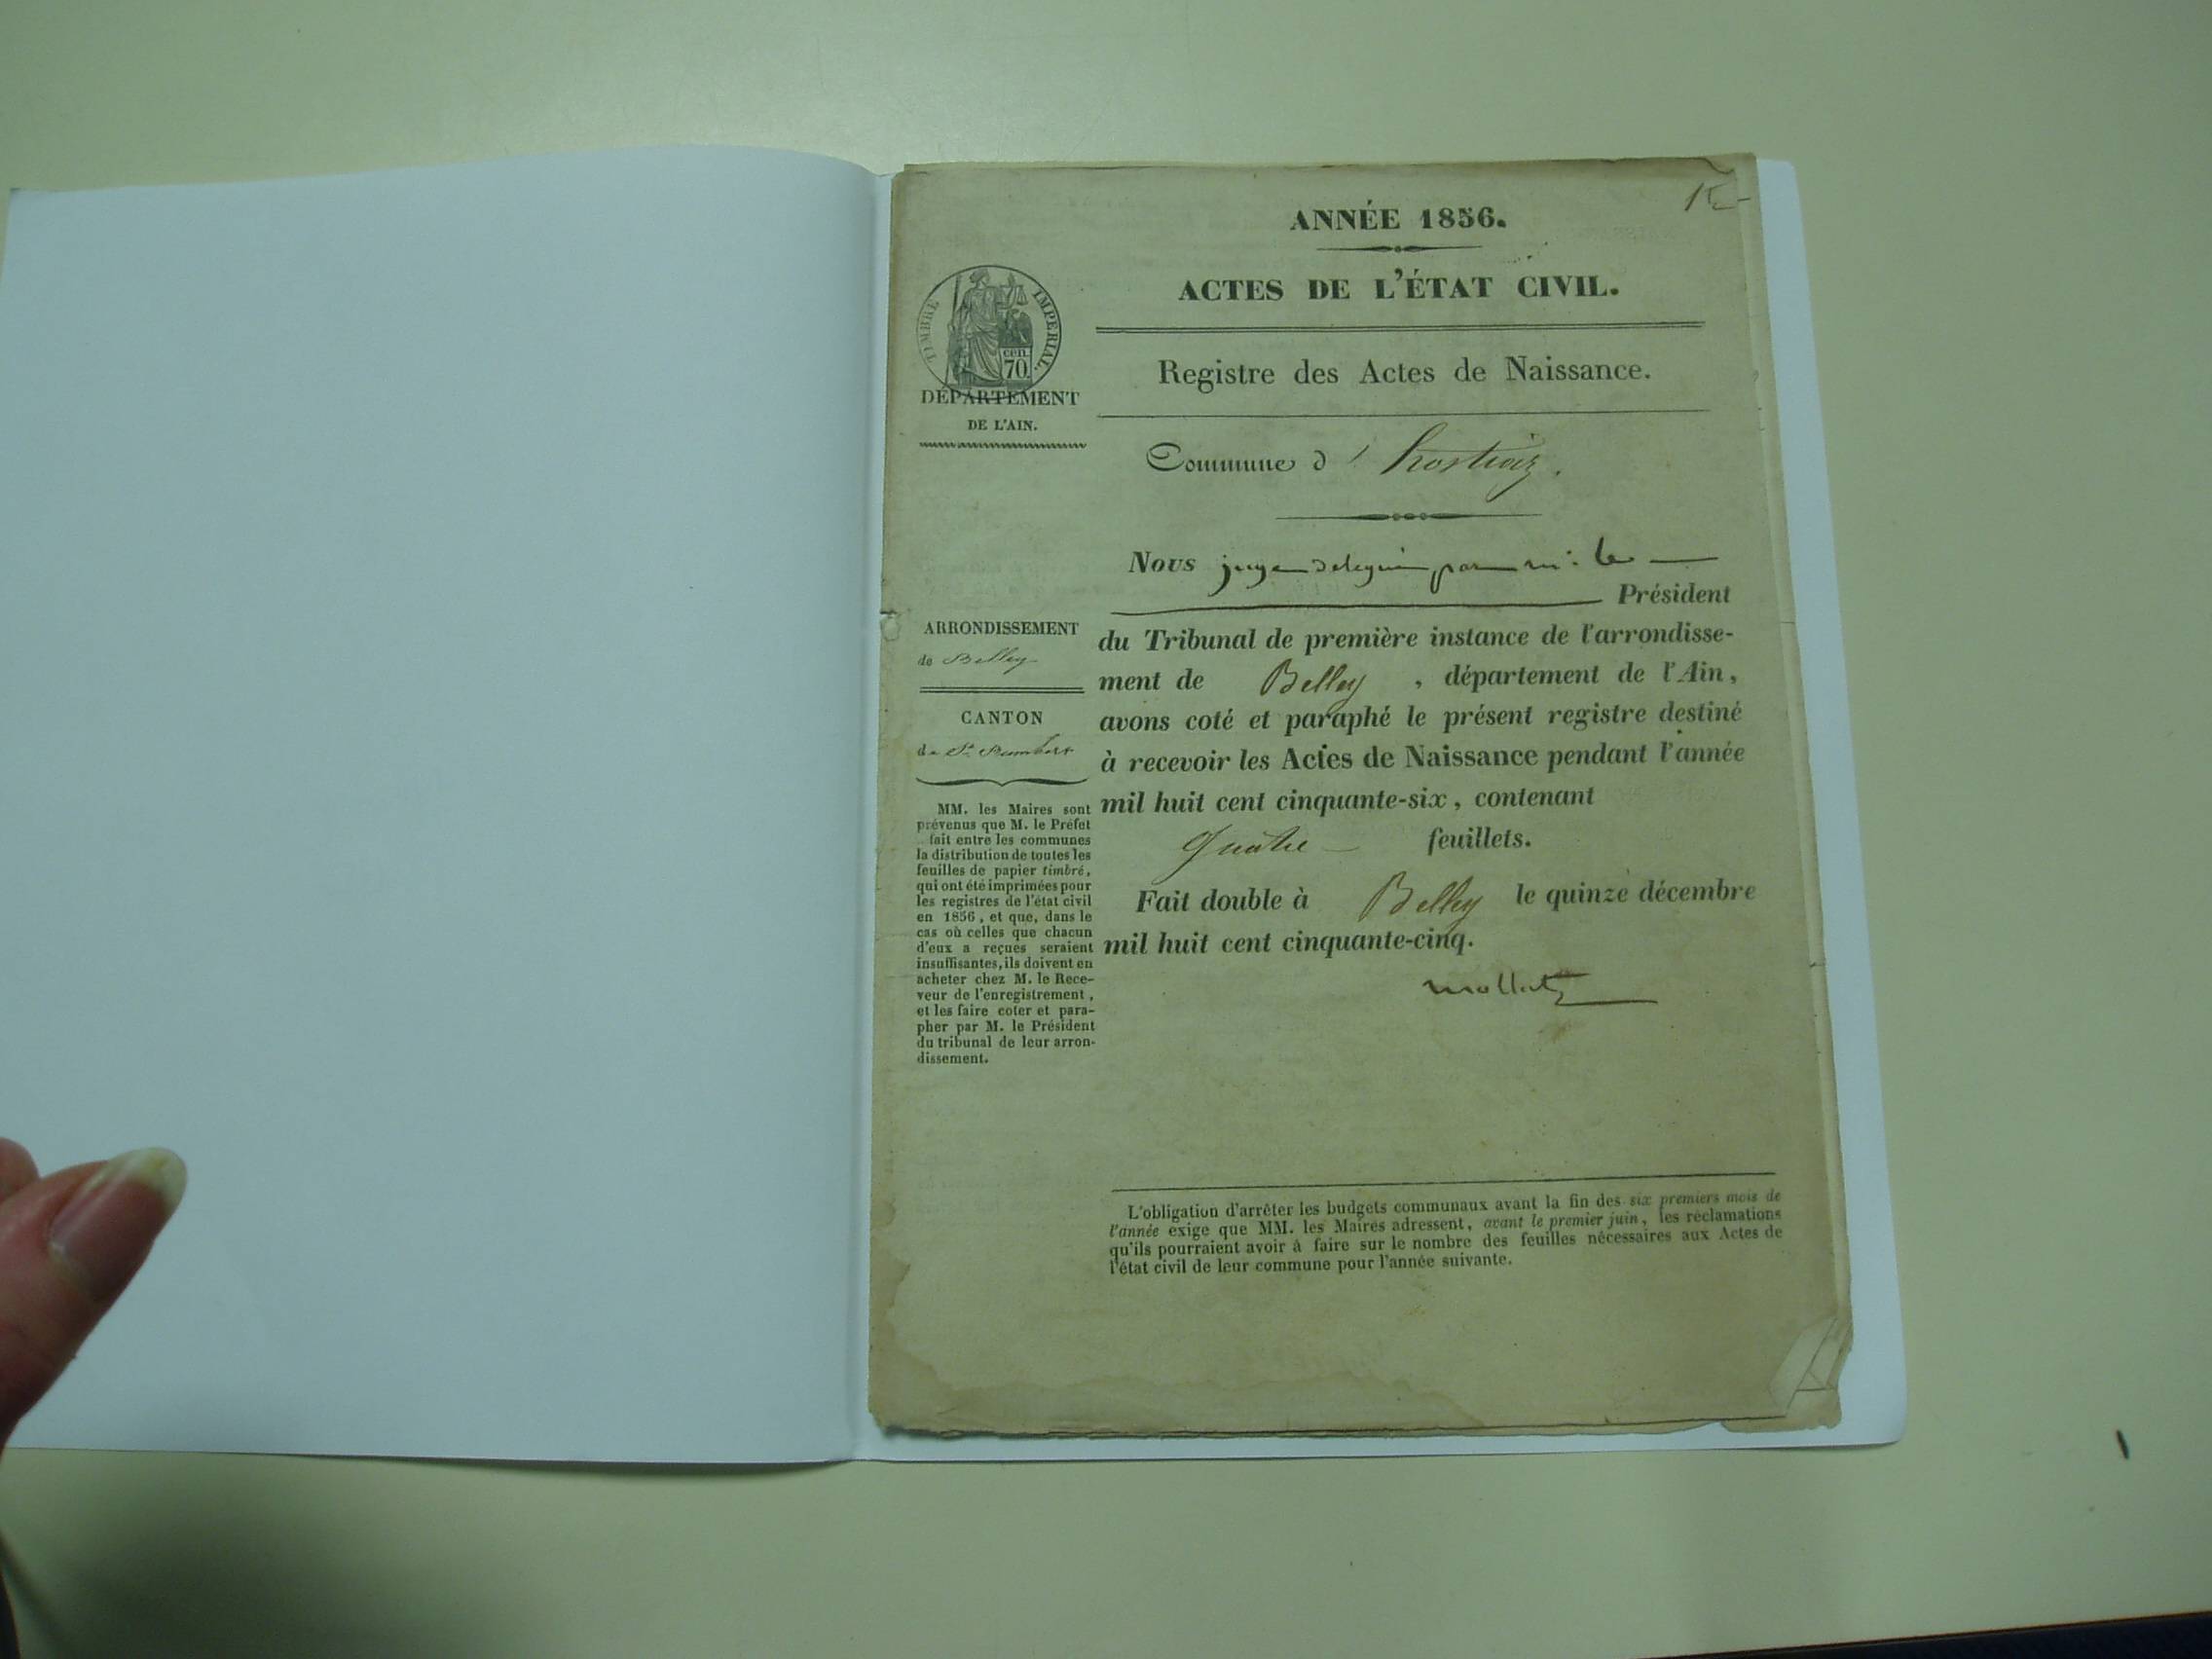 ANNÉE 1856.
ACTES DE L'ÉTAT CIVIL.
TIMBRE IMPERIAL.
cen.
70.
DÉPARTEMENT
DE L'AIN.
Registre des Actes de Naissance.
Commune d' hostiaz.
Nous juge délégué par m: le
Président
du Tribunal de première instance de l'arrondisse-
ment de Belley, département de l'Ain,
avons coté et paraphé le présent registre destiné
à recevoir les Actes de Naissance pendant l'année
mil huit cent cinquante-six, contenant
quatre feuillets.
Fait double à Belley le quinze décembre
mil huit cent cinquante-cinq.
ARRONDISSEMENT
de Belley
CANTON
de St Rambert
MM. les Maires sont
prévenus que M. le Préfet
fait entre les communes
la distribution de toutes les
feuilles de papier timbré,
qui ont été imprimées pour
les registres de l'état civil
en 1856, et que, dans le
cas où celles que chacun
d'eux a reçues seraient
insuffisantes, ils doivent en
acheter chez M. le Rece-
veur de l'enregistrement,
et les faire coter et para-
pher par M. le Président
du tribunal de leur arron-
dissement.
L'obligation d'arrêter les budgets communaux avant la fin des six premiers mois de
l'année exige que MM. les Maires adressent, avant le premier juin, les réclamations
qu'ils pourraient avoir à faire sur le nombre des feuilles nécessaires aux Actes de
l'état civil de leur commune pour l'année suivante.